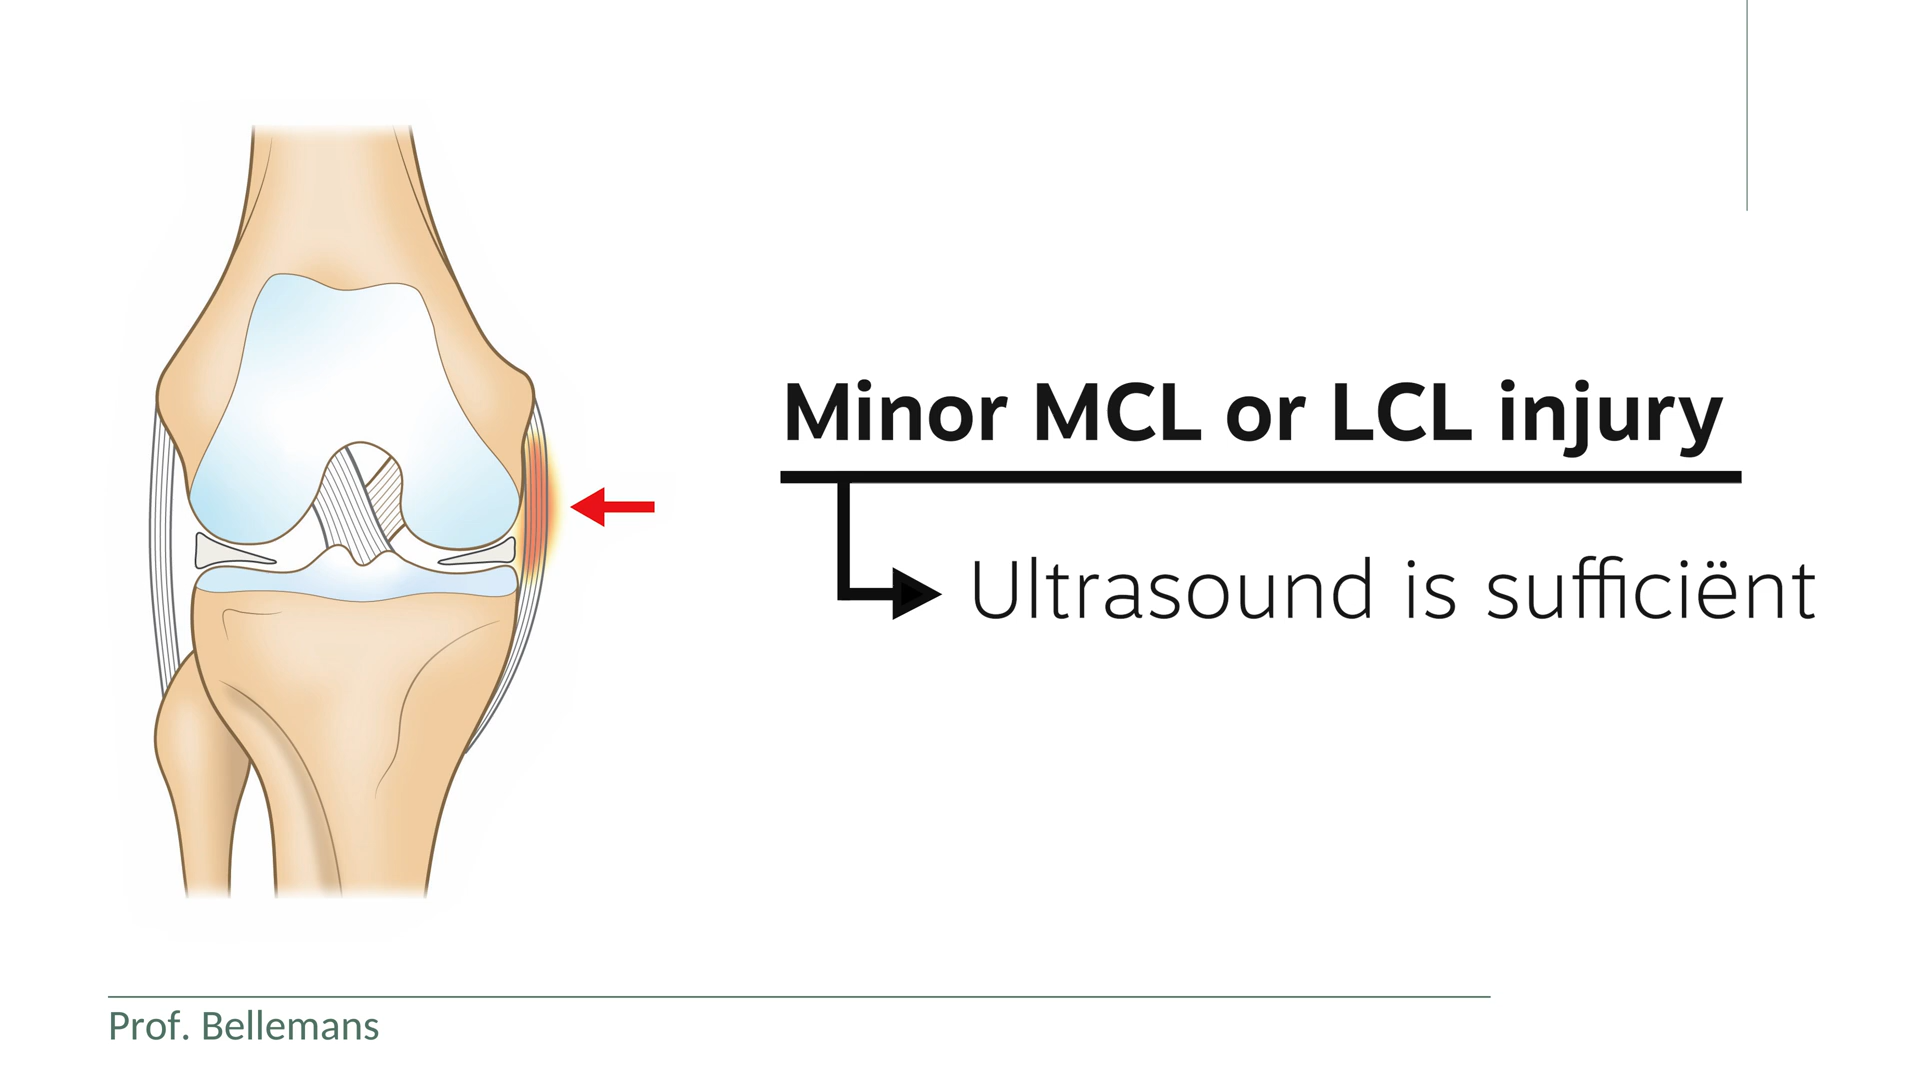 Minor MCL or LCL injury
Ultrasound is sufficiënt
Prof. Bellemans